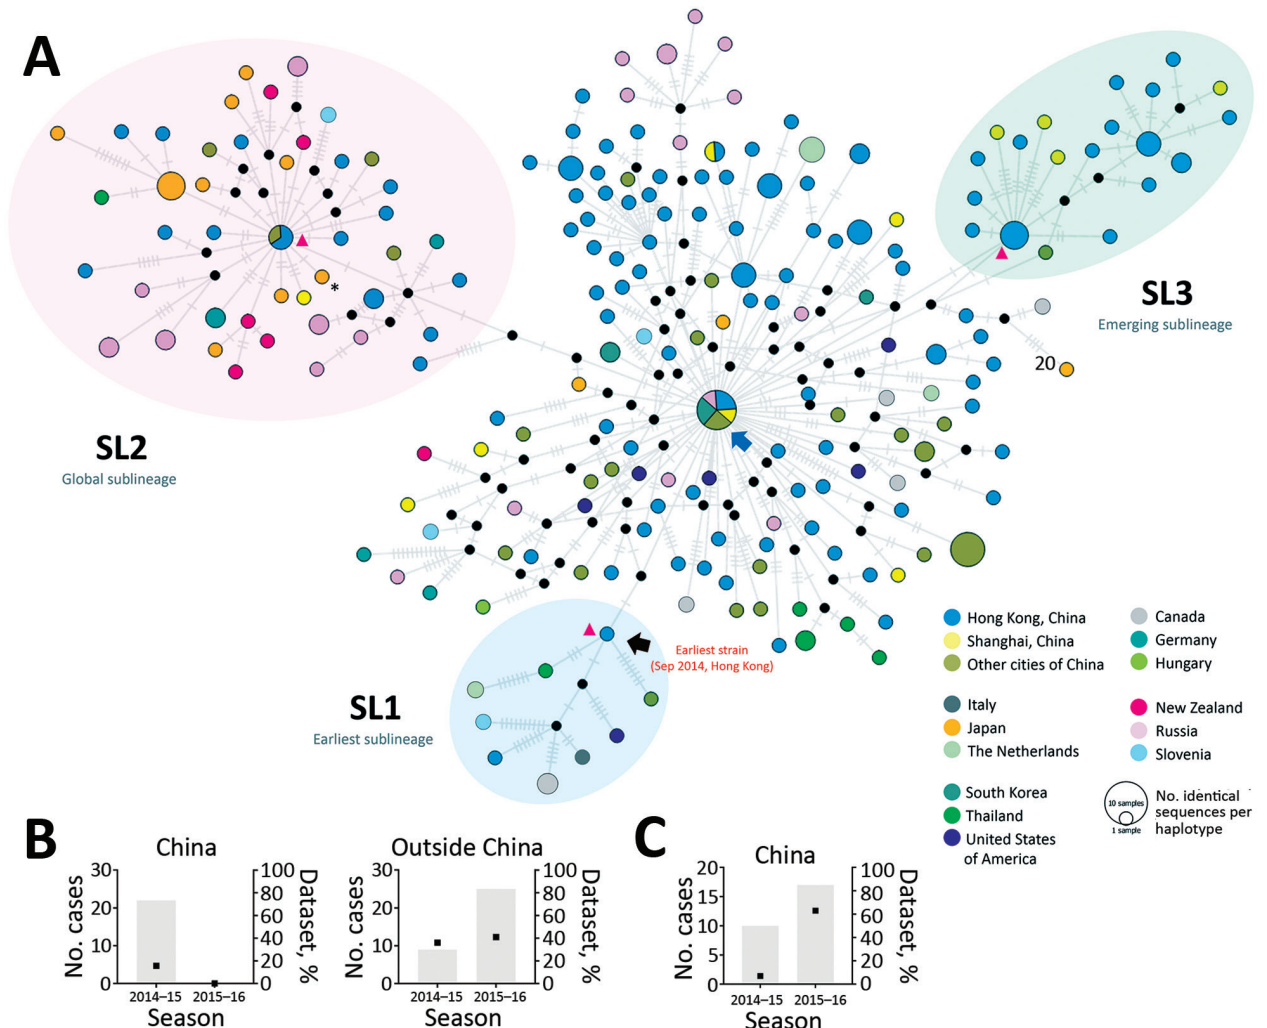 A
SL3
Emerging sublineage
*
20
SL2
Global sublineage
Earliest strain
(Sep 2014, Hong Kong)
SL1
Earliest sublineage
Hong Kong, China
Shanghai, China
Other cities of China
Italy
Japan
The Netherlands
South Korea
Thailand
United States
of America
Canada
Germany
Hungary
New Zealand
Russia
Slovenia
10 samples
1 sample
No. identical
sequences per
haplotype
B
China
No. cases
30
20
10
0
100
80
60
40
20
0
Dataset, %
2014–15
2015–16
Season
Outside China
No. cases
30
20
10
0
100
80
60
40
20
0
Dataset, %
2014–15
2015–16
Season
C
China
No. cases
20
15
10
5
0
100
80
60
40
20
0
Dataset, %
2014–15
2015–16
Season